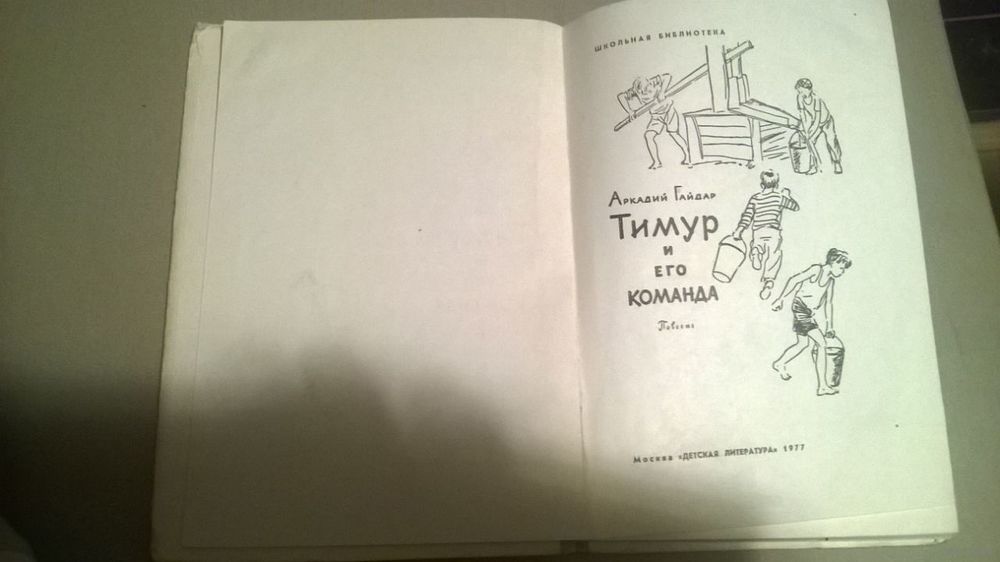 ШКОЛЬНАЯ БИБЛИОТЕКА
АРКАДИЙ ГАЙДАР
ТИМУР
И
ЕГО
КОМАНДА
Повесть
Москва «ДЕТСКАЯ ЛИТЕРАТУРА» 1977